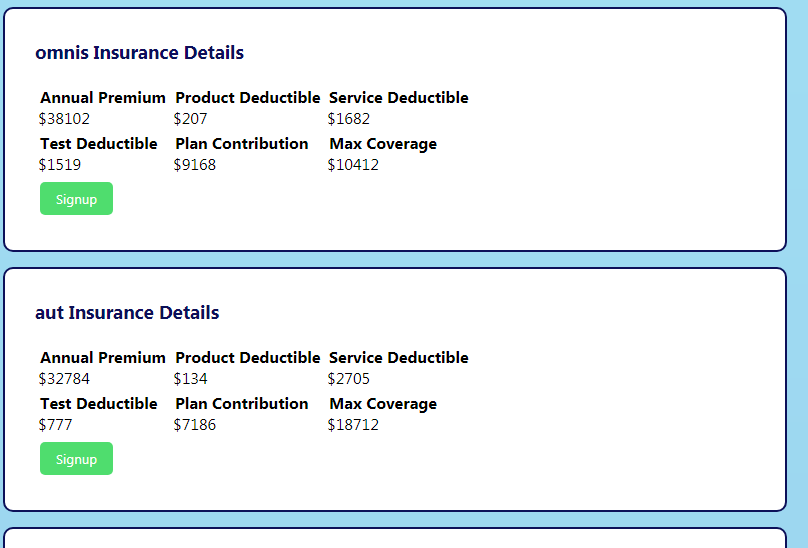 omnis Insurance Details
Annual Premium Product Deductible Service Deductible
$38102 $207 $1682
Test Deductible Plan Contribution Max Coverage
$1519 $9168 $10412
Signup
aut Insurance Details
Annual Premium Product Deductible Service Deductible
$32784 $134 $2705
Test Deductible Plan Contribution Max Coverage
$777 $7186 $18712
Signup